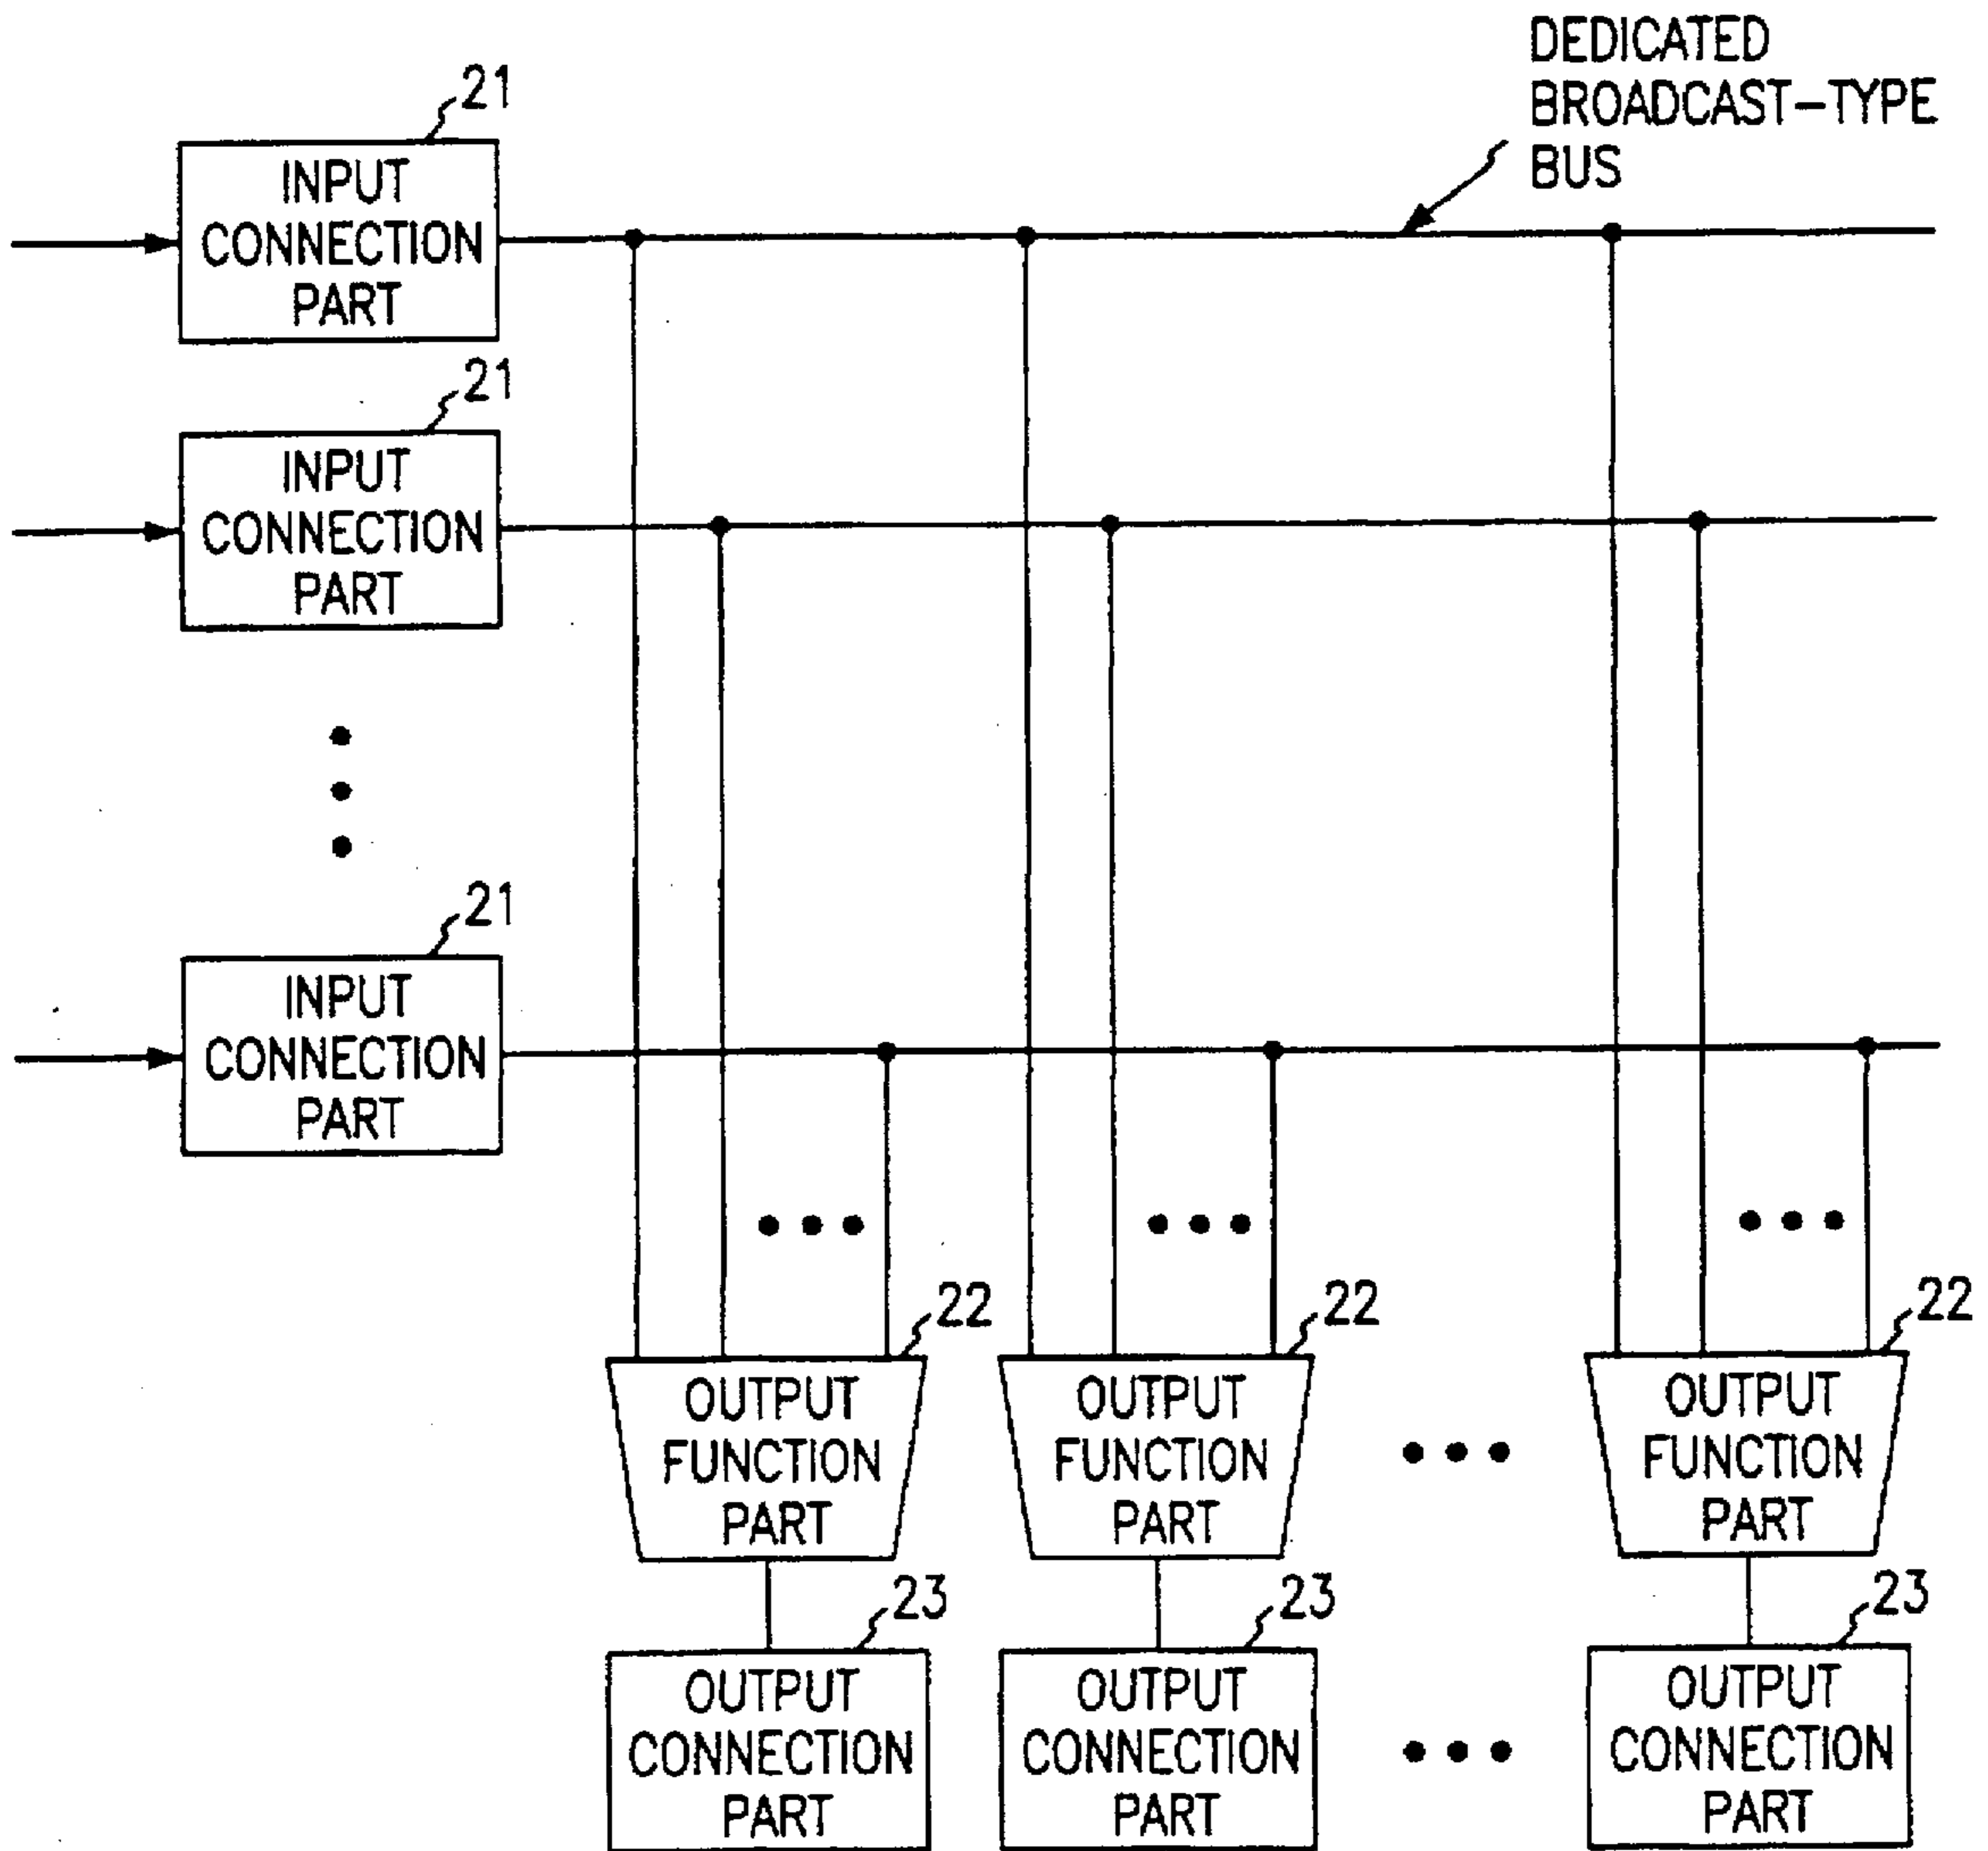 DEDICATED
BROADCAST-TYPE
BUS
21
INPUT
CONNECTION
PART
21
INPUT
CONNECTION
PART
21
INPUT
CONNECTION
PART
22
22
22
OUTPUT
FUNCTION
PART
OUTPUT
FUNCTION
PART
OUTPUT
FUNCTION
PART
23
23
23
OUTPUT
CONNECTION
PART
OUTPUT
CONNECTION
PART
OUTPUT
CONNECTION
PART